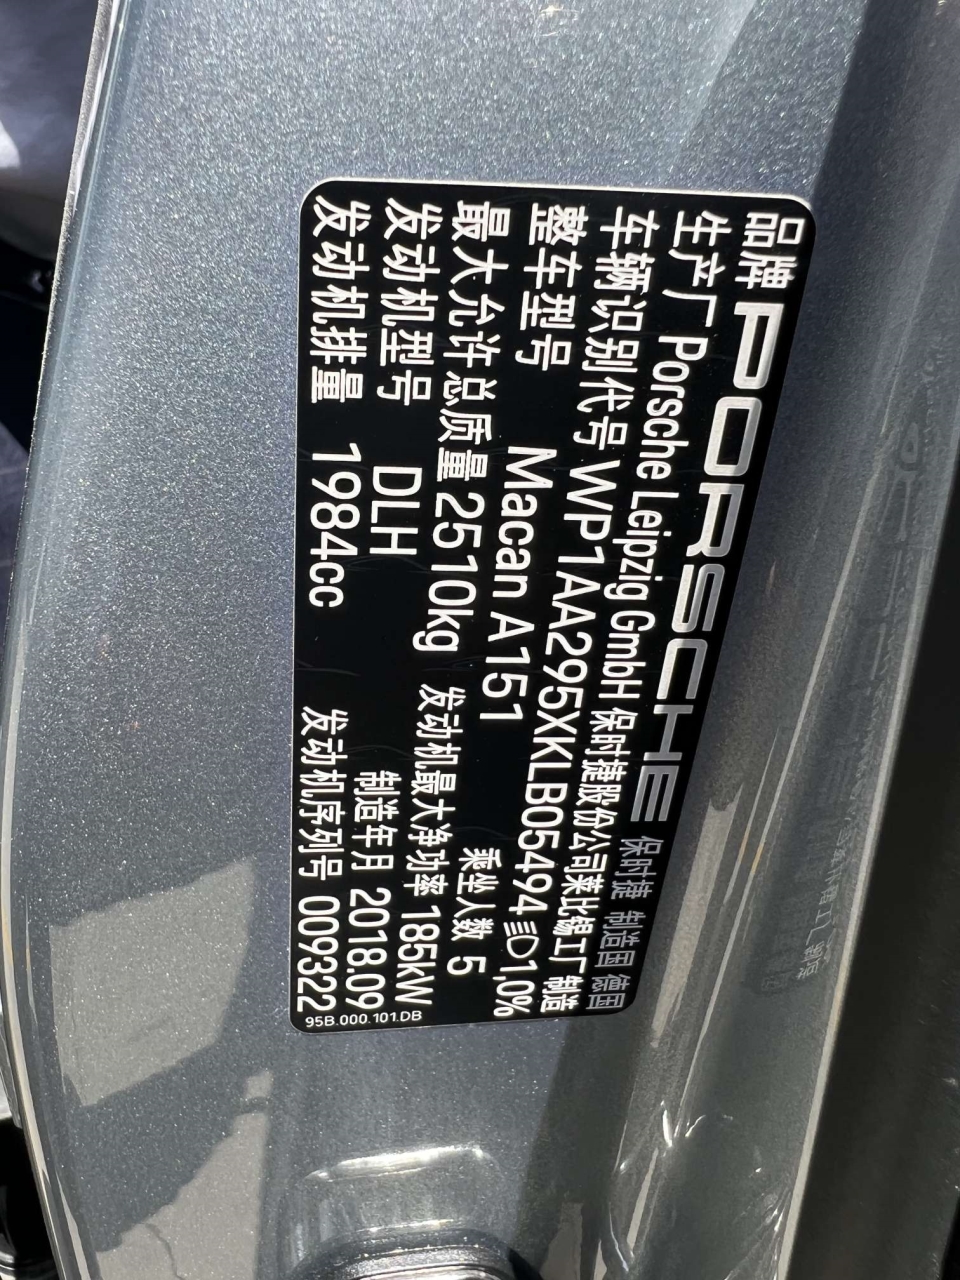 品牌 PORSCHE 保时捷 制造国 德国
生产厂 Porsche Leipzig GmbH 保时捷股份公司莱比锡工厂制造
车辆识别代号 WP1AA295XKLB05494 1,0%
整车型号 Macan A151 乘坐人数 5
最大允许总质量 2510kg 发动机最大净功率 185kW
发动机型号 DLH 制造年月 2018.09
发动机排量 1984cc 发动机序列号 009322
95B.000.101.DB